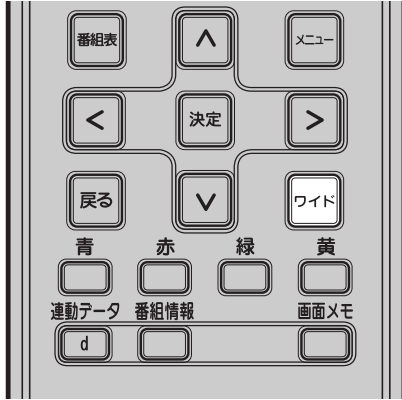 番組表 ∧ メニュー
< 決定 >
戻る ∨ ワイド
青 赤 緑 黄
連動データ 番組情報 画面メモ
d